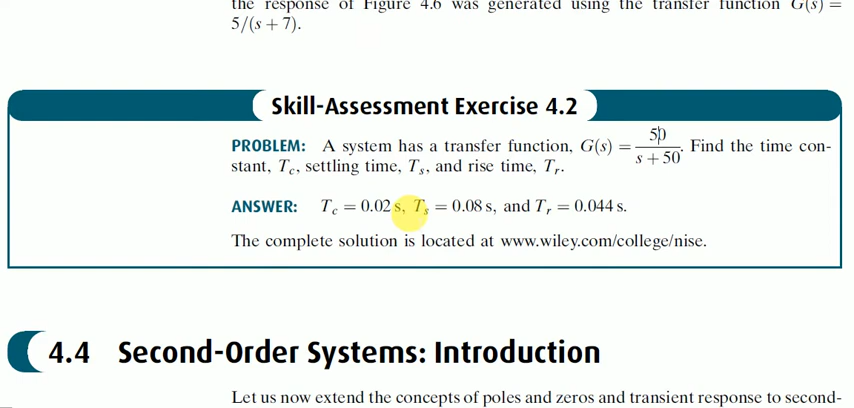 the response of Figure 4.6 was generated using the transfer function G(s) =
5/(s + 7).
Skill-Assessment Exercise 4.2
PROBLEM: A system has a transfer function, G(s) = 50/(s + 50). Find the time con-
stant, Tc, settling time, Ts, and rise time, Tr.
ANSWER: Tc = 0.02 s, Ts = 0.08 s, and Tr = 0.044 s.
The complete solution is located at www.wiley.com/college/nise.
4.4 Second-Order Systems: Introduction
Let us now extend the concepts of poles and zeros and transient response to second-